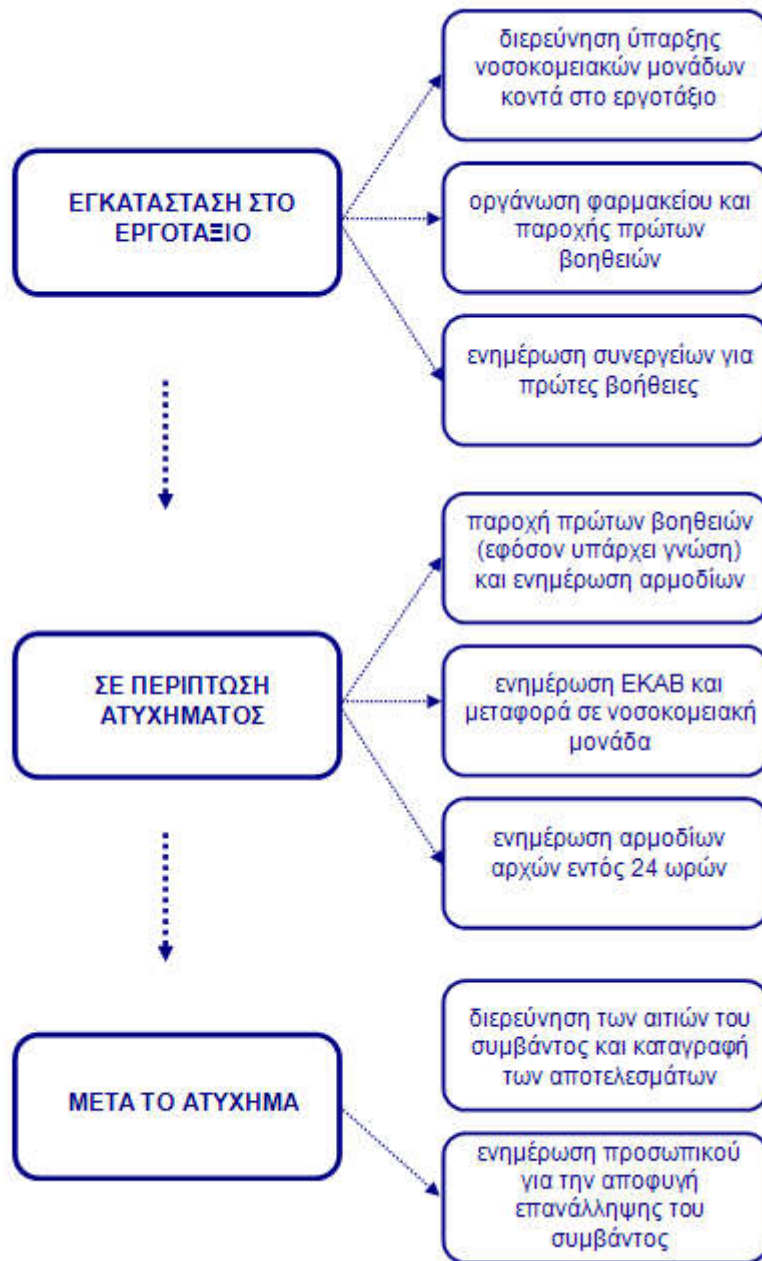 διερεύνηση ύπαρξης
νοσοκομειακών μονάδων
κοντά στο εργοτάξιο
ΕΓΚΑΤΑΣΤΑΣΗ ΣΤΟ
ΕΡΓΟΤΑΞΙΟ
οργάνωση φαρμακείου και
παροχής πρώτων
βοηθειών
ενημέρωση συνεργείων για
πρώτες βοήθειες
παροχή πρώτων βοηθειών
(εφόσον υπάρχει γνώση)
και ενημέρωση αρμοδίων
ΣΕ ΠΕΡΙΠΤΩΣΗ
ΑΤΥΧΗΜΑΤΟΣ
ενημέρωση ΕΚΑΒ και
μεταφορά σε νοσοκομειακή
μονάδα
ενημέρωση αρμοδίων
αρχών εντός 24 ωρών
διερεύνηση των αιτιών του
συμβάντος και καταγραφή
των αποτελεσμάτων
ΜΕΤΑ ΤΟ ΑΤΥΧΗΜΑ
ενημέρωση προσωπικού
για την αποφυγή
επανάλληψης του
συμβάντος